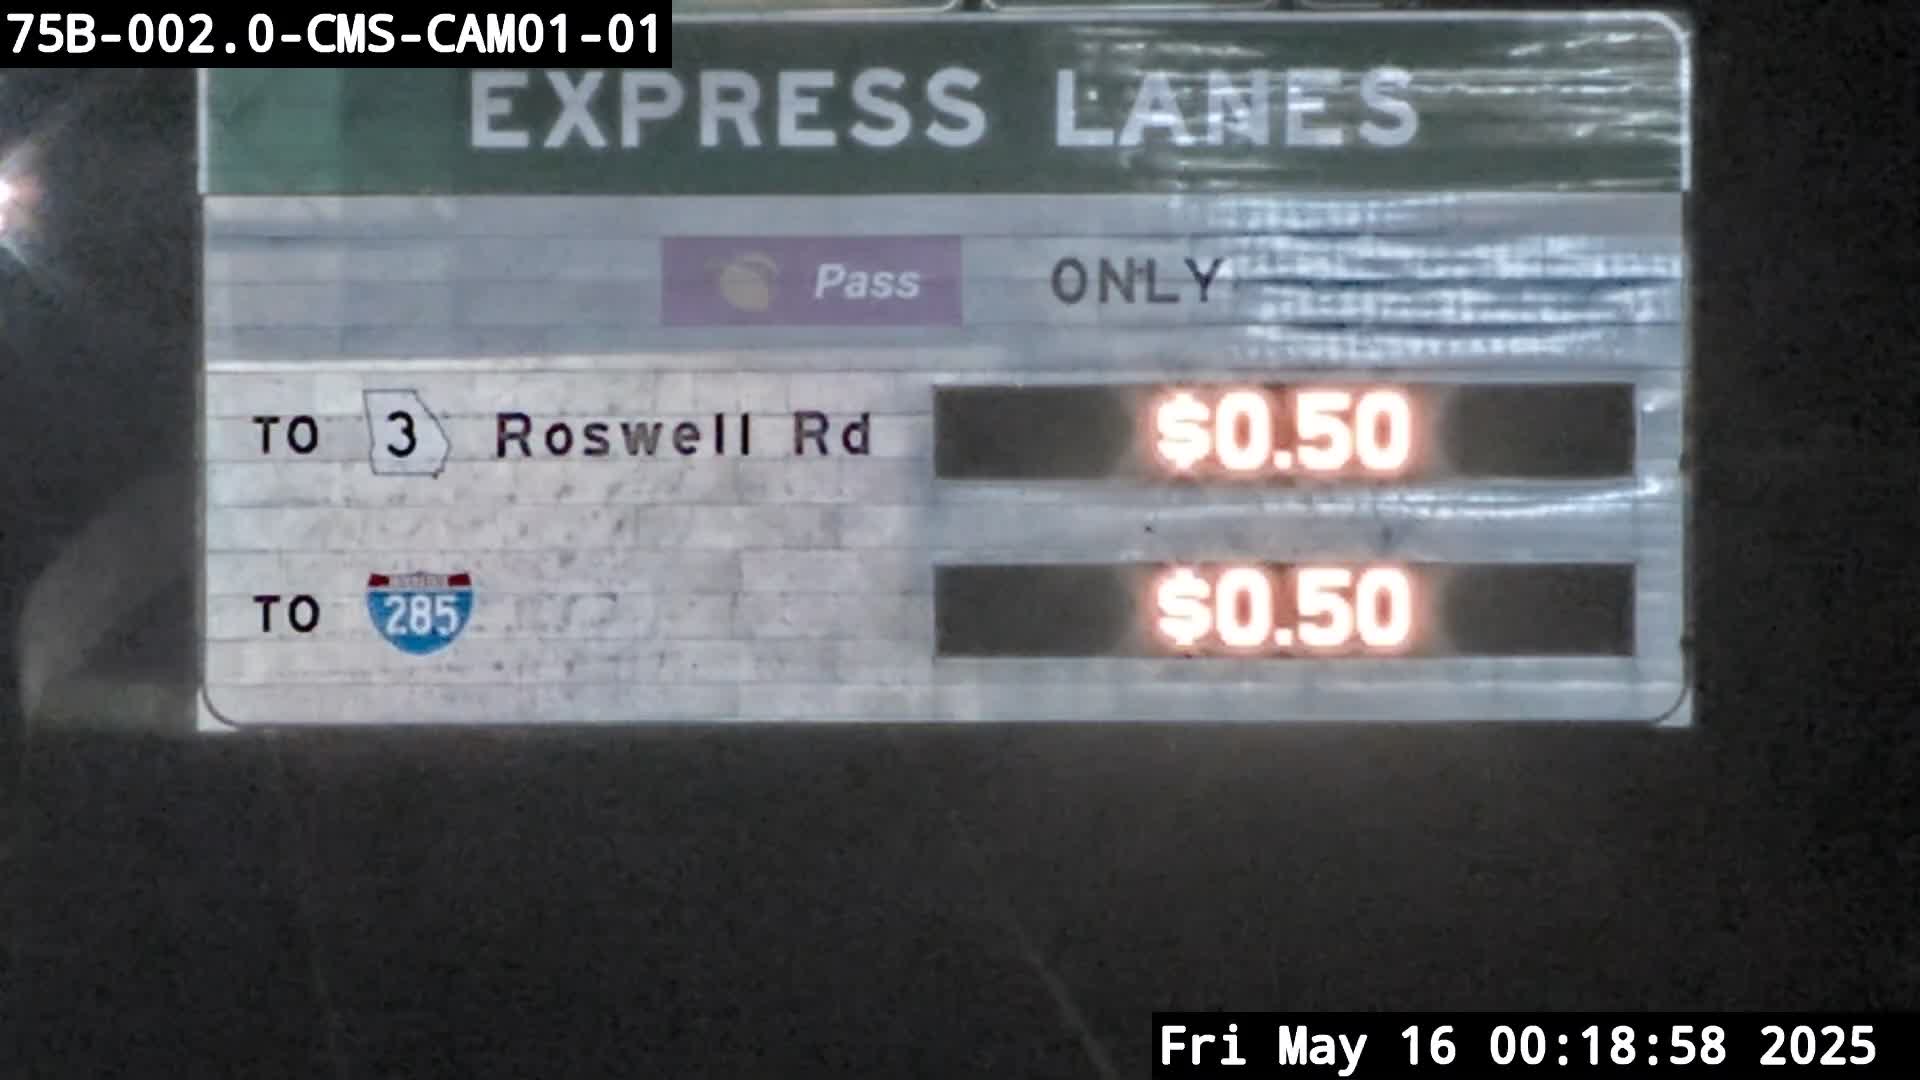 75B-002.0-CMS-CAM01-01
EXPRESS LANES
Pass ONLY
TO 3 Roswell Rd $0.50
TO 285 $0.50
Fri May 16 00:18:58 2025